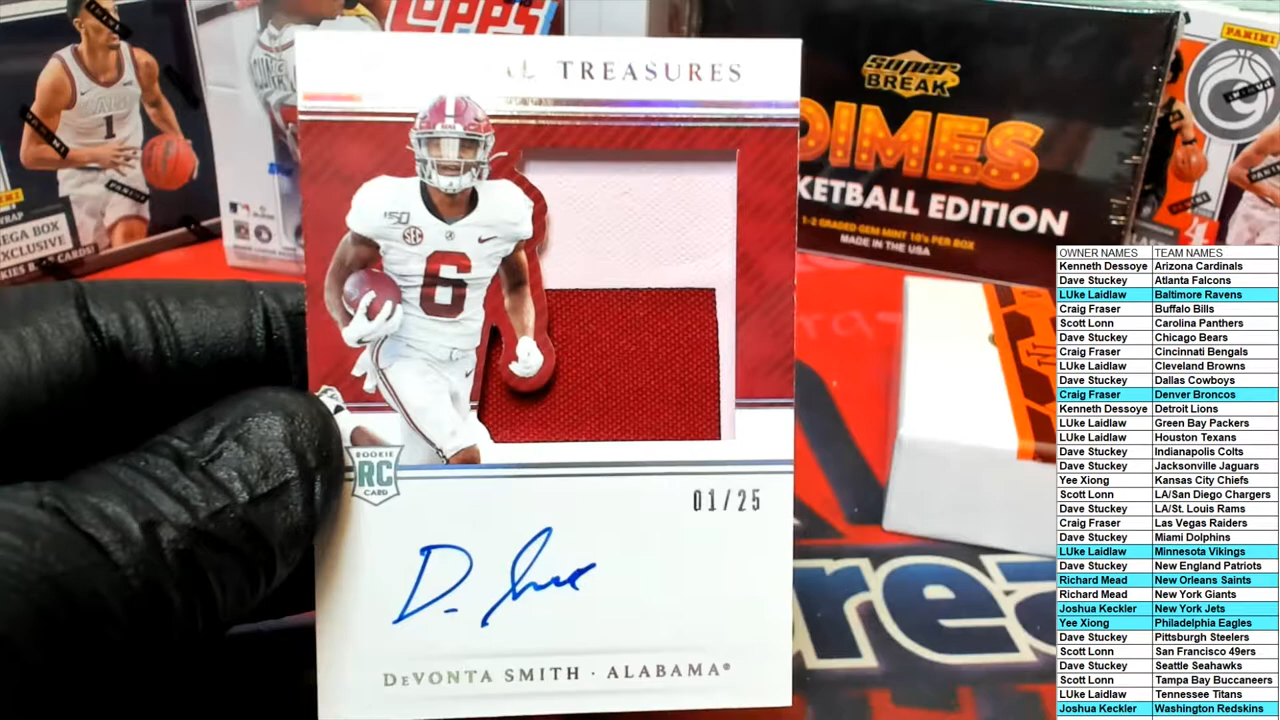 TOPPS
PANINI
SUPER
BREAK
DIMES
KETBALL EDITION
1-2 GRADED GEM MINT 10's PER BOX
MADE IN THE USA
1
PANINI
MEGA BOX
EXCLUSIVE
TREASURES
150
SEC
6
ROOKIE
RC
CARD
01/25
DeVONTA SMITH · ALABAMA®
OWNER NAMES TEAM NAMES
Kenneth Dessoye Arizona Cardinals
Dave Stuckey Atlanta Falcons
LUke Laidlaw Baltimore Ravens
Craig Fraser Buffalo Bills
Scott Lonn Carolina Panthers
Dave Stuckey Chicago Bears
Craig Fraser Cincinnati Bengals
LUke Laidlaw Cleveland Browns
Dave Stuckey Dallas Cowboys
Craig Fraser Denver Broncos
Kenneth Dessoye Detroit Lions
LUke Laidlaw Green Bay Packers
LUke Laidlaw Houston Texans
Dave Stuckey Indianapolis Colts
Dave Stuckey Jacksonville Jaguars
Yee Xiong Kansas City Chiefs
Scott Lonn LA/San Diego Chargers
Dave Stuckey LA/St. Louis Rams
Craig Fraser Las Vegas Raiders
Dave Stuckey Miami Dolphins
LUke Laidlaw Minnesota Vikings
Dave Stuckey New England Patriots
Richard Mead New Orleans Saints
Richard Mead New York Giants
Joshua Keckler New York Jets
Yee Xiong Philadelphia Eagles
Dave Stuckey Pittsburgh Steelers
Scott Lonn San Francisco 49ers
Dave Stuckey Seattle Seahawks
Scott Lonn Tampa Bay Buccaneers
LUke Laidlaw Tennessee Titans
Joshua Keckler Washington Redskins